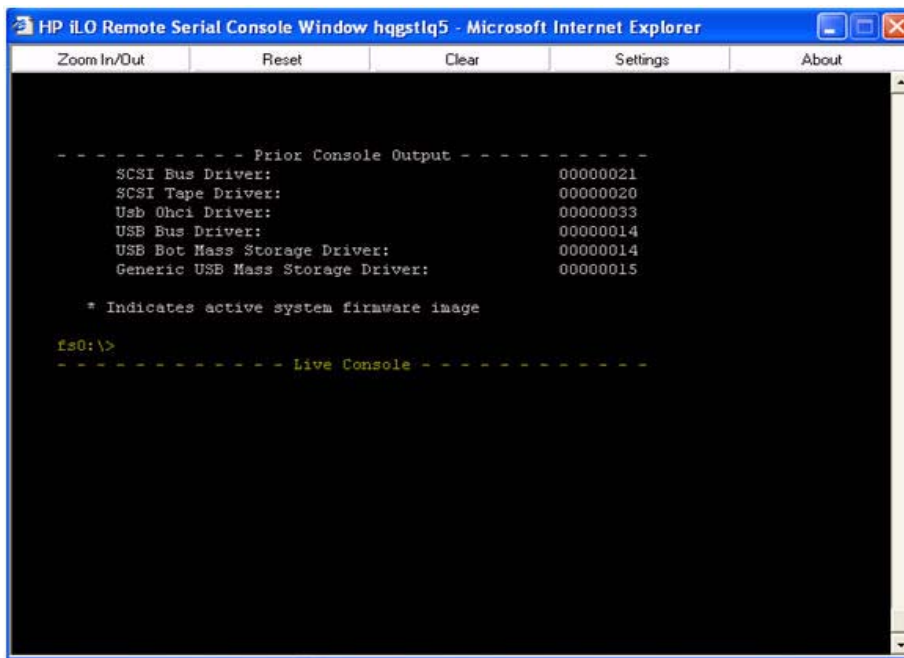 HP iLO Remote Serial Console Window hqgstlq5 - Microsoft Internet Explorer
Zoom In/Out Reset Clear Settings About
- - - - - - - - - - Prior Console Output - - - - - - - - - -
SCSI Bus Driver: 00000021
SCSI Tape Driver: 00000020
Usb Ohci Driver: 00000033
USB Bus Driver: 00000014
USB Bot Mass Storage Driver: 00000014
Generic USB Mass Storage Driver: 00000015
* Indicates active system firmware image
fs0:\>
- - - - - - - - - - - - Live Console - - - - - - - - - - - -